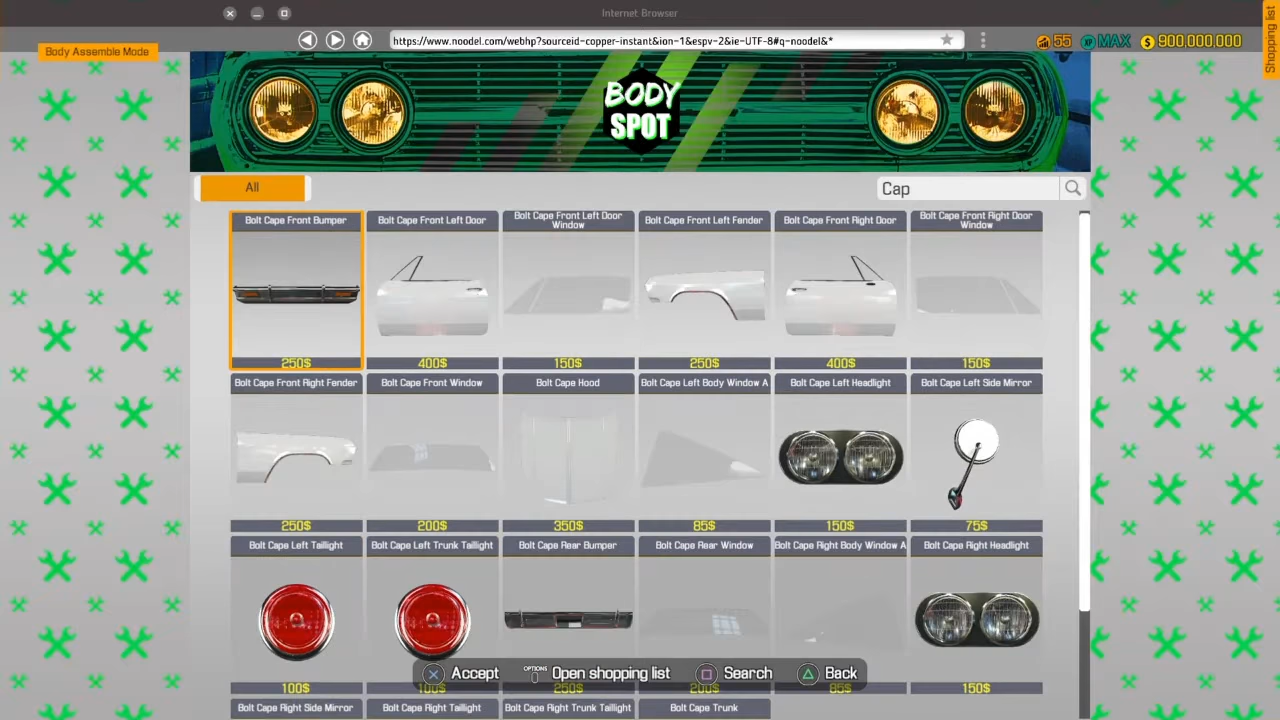 Internet Browser
Body Assemble Mode
https://www.noodel.com/webhp?sourceid-copper-instant&ion-1&espv-2&ie-UTF-8#q-noodel&*
55
XP
MAX
$
900,000,000
Shopping list
BODY
SPOT
All
Cap
Bolt Cape Front Bumper
Bolt Cape Front Left Door
Bolt Cape Front Left Door
Window
Bolt Cape Front Left Fender
Bolt Cape Front Right Door
Bolt Cape Front Right Door
Window
250$
400$
150$
250$
400$
150$
Bolt Cape Front Right Fender
Bolt Cape Front Window
Bolt Cape Hood
Bolt Cape Left Body Window A
Bolt Cape Left Headlight
Bolt Cape Left Side Mirror
250$
200$
350$
85$
150$
75$
Bolt Cape Left Taillight
Bolt Cape Left Trunk Taillight
Bolt Cape Rear Bumper
Bolt Cape Rear Window
Bolt Cape Right Body Window A
Bolt Cape Right Headlight
Accept
OPTIONS
Open shopping list
Search
Back
100$
100$
250$
200$
85$
150$
Bolt Cape Right Side Mirror
Bolt Cape Right Taillight
Bolt Cape Right Trunk Taillight
Bolt Cape Trunk